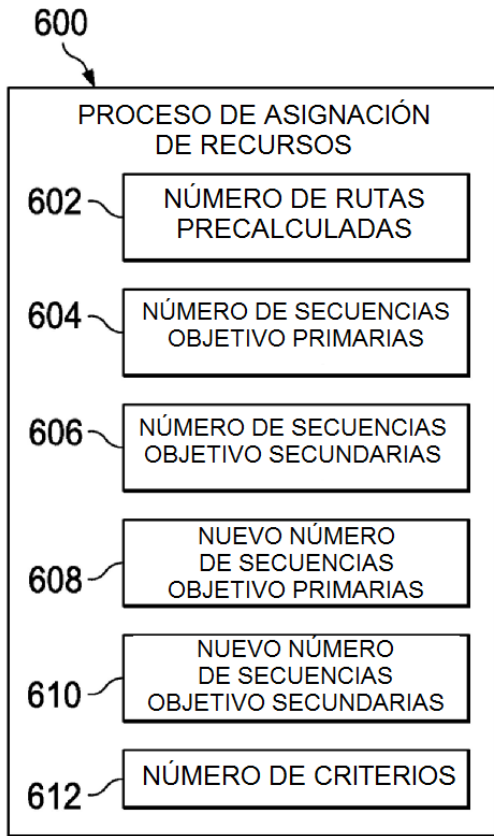 600
PROCESO DE ASIGNACIÓN
DE RECURSOS
602
NÚMERO DE RUTAS
PRECALCULADAS
604
NÚMERO DE SECUENCIAS
OBJETIVO PRIMARIAS
606
NÚMERO DE SECUENCIAS
OBJETIVO SECUNDARIAS
608
NUEVO NÚMERO
DE SECUENCIAS
OBJETIVO PRIMARIAS
610
NUEVO NÚMERO
DE SECUENCIAS
OBJETIVO SECUNDARIAS
612
NÚMERO DE CRITERIOS